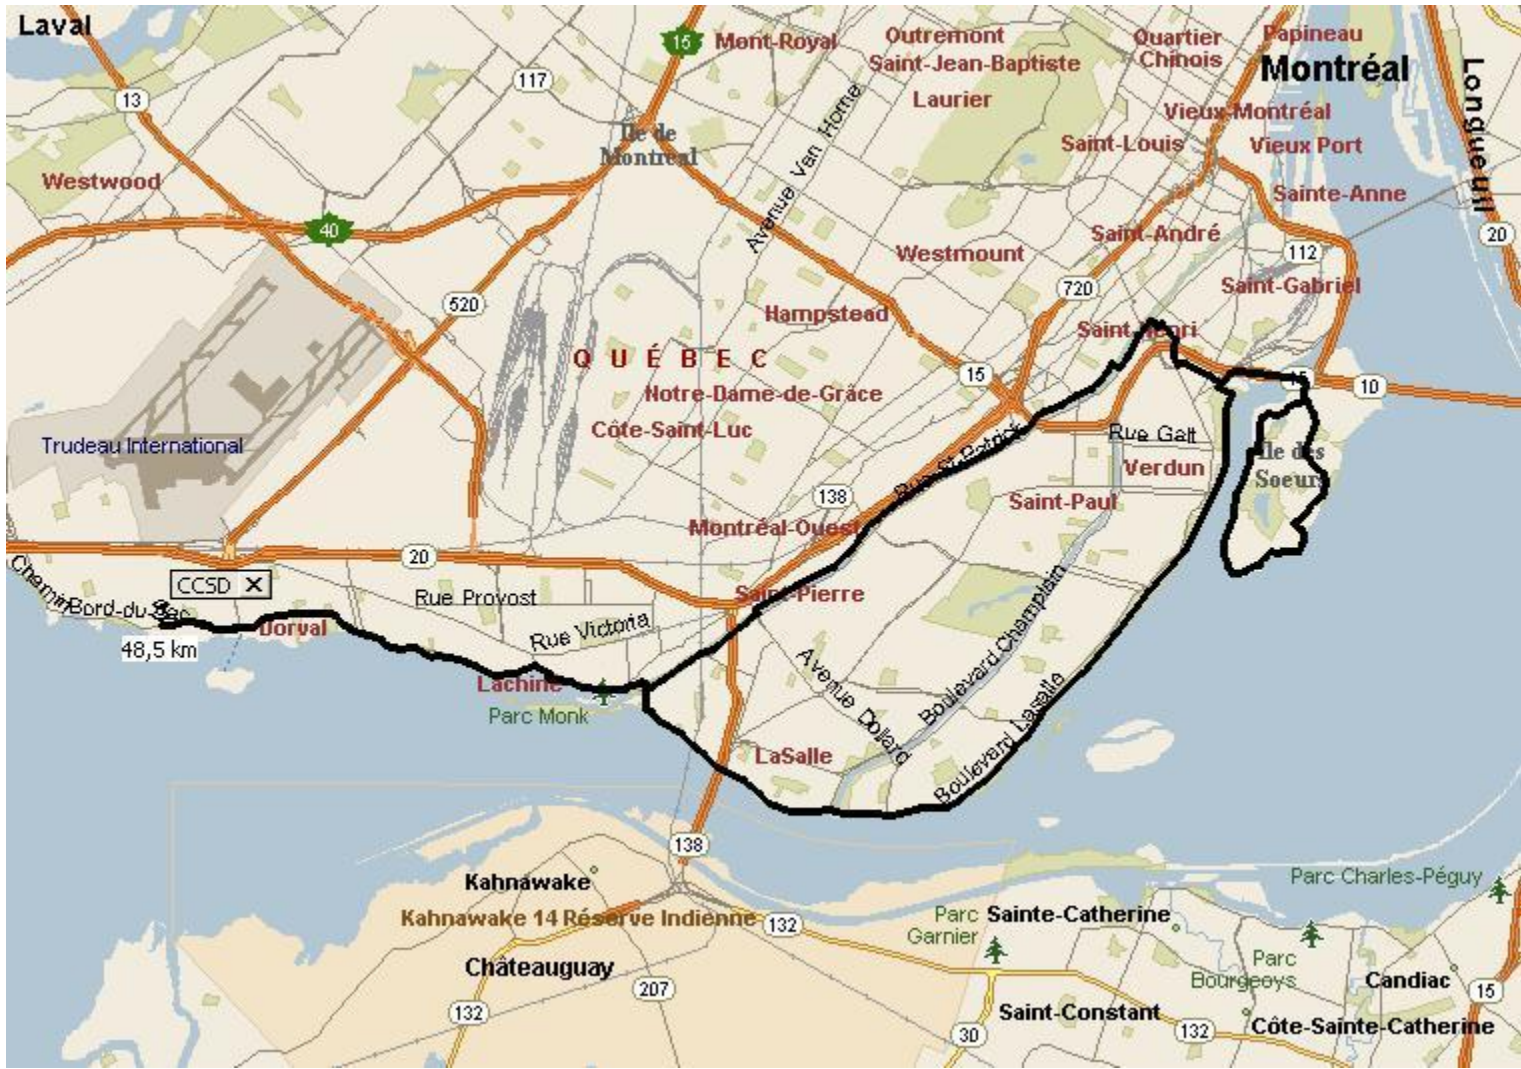 Laval
15
Mont-Royal
Outremont
Saint-Jean-Baptiste
Laurier
Quartier
Chinois
Papineau
Montréal
Longueuil
117
13
Île de
Montréal
Avenue Van Horne
Vieux-Montréal
Saint-Louis
Vieux Port
Westwood
Sainte-Anne
40
Westmount
Saint-André
112
20
520
720
Saint-Gabriel
Hampstead
Saint-Henri
QUÉBEC
15
15
10
Notre-Dame-de-Grâce
Côte-Saint-Luc
Trudeau International
Rue St-Patrick
Rue Galt
Verdun
Île des
Soeurs
138
Saint-Paul
Montréal-Ouest
20
CCSD X
Chemin
Bord-du-Lac
Rue Provost
Saint-Pierre
Dorval
48,5 km
Rue Victoria
Boulevard Champlain
Avenue Dollard
Lachine
Parc Monk
Boulevard Lasalle
LaSalle
138
Kahnawake
Kahnawake 14 Réserve Indienne
132
Parc
Garnier
Sainte-Catherine
Parc Charles-Péguy
Châteauguay
207
Parc
Bourgeoys
Candiac
15
132
Saint-Constant
30
132
Côte-Sainte-Catherine